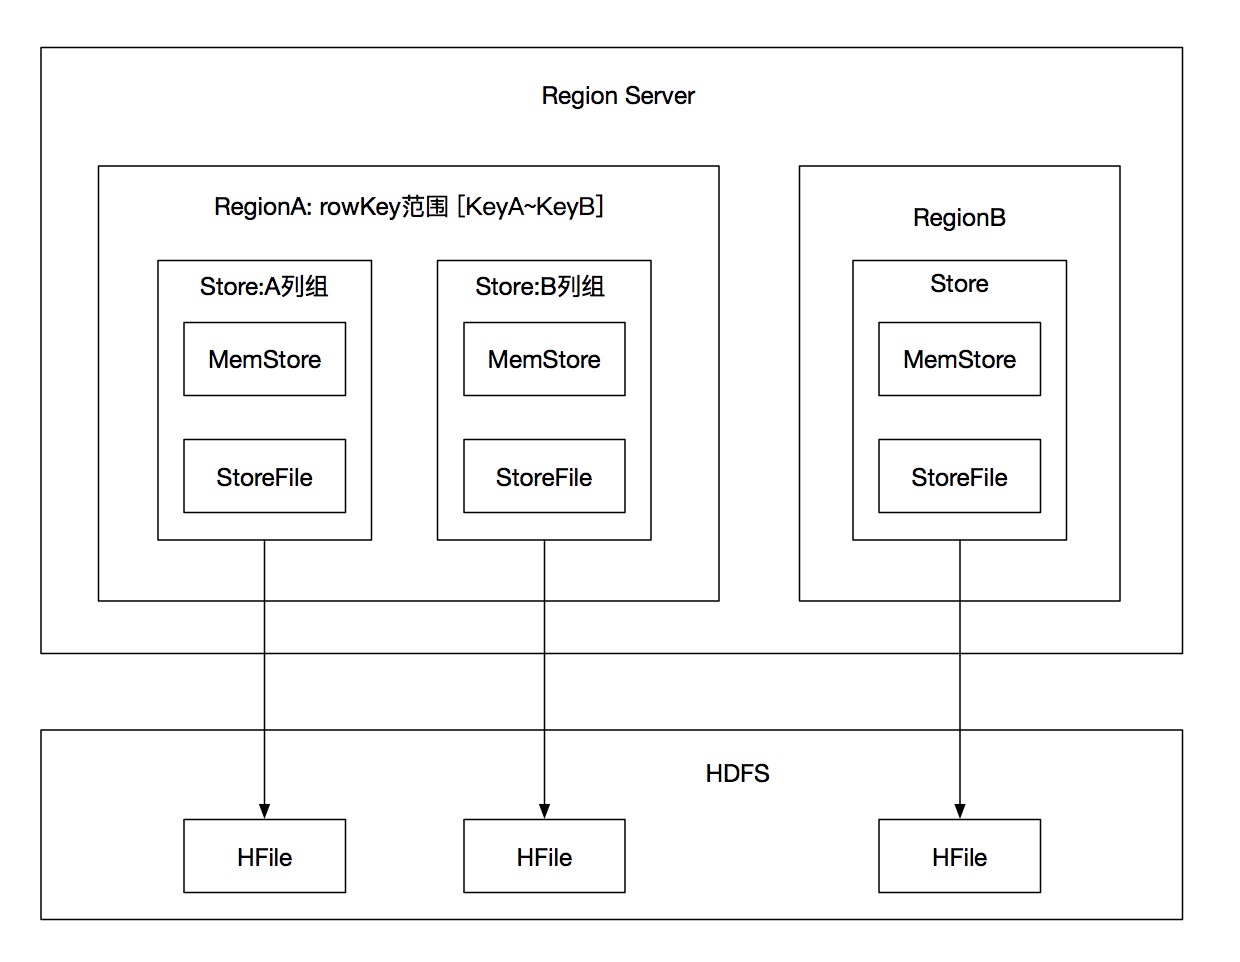 Region Server
RegionA: rowKey范围 [KeyA~KeyB]
Store:A列组
MemStore
StoreFile
Store:B列组
MemStore
StoreFile
RegionB
Store
MemStore
StoreFile
HDFS
HFile
HFile
HFile